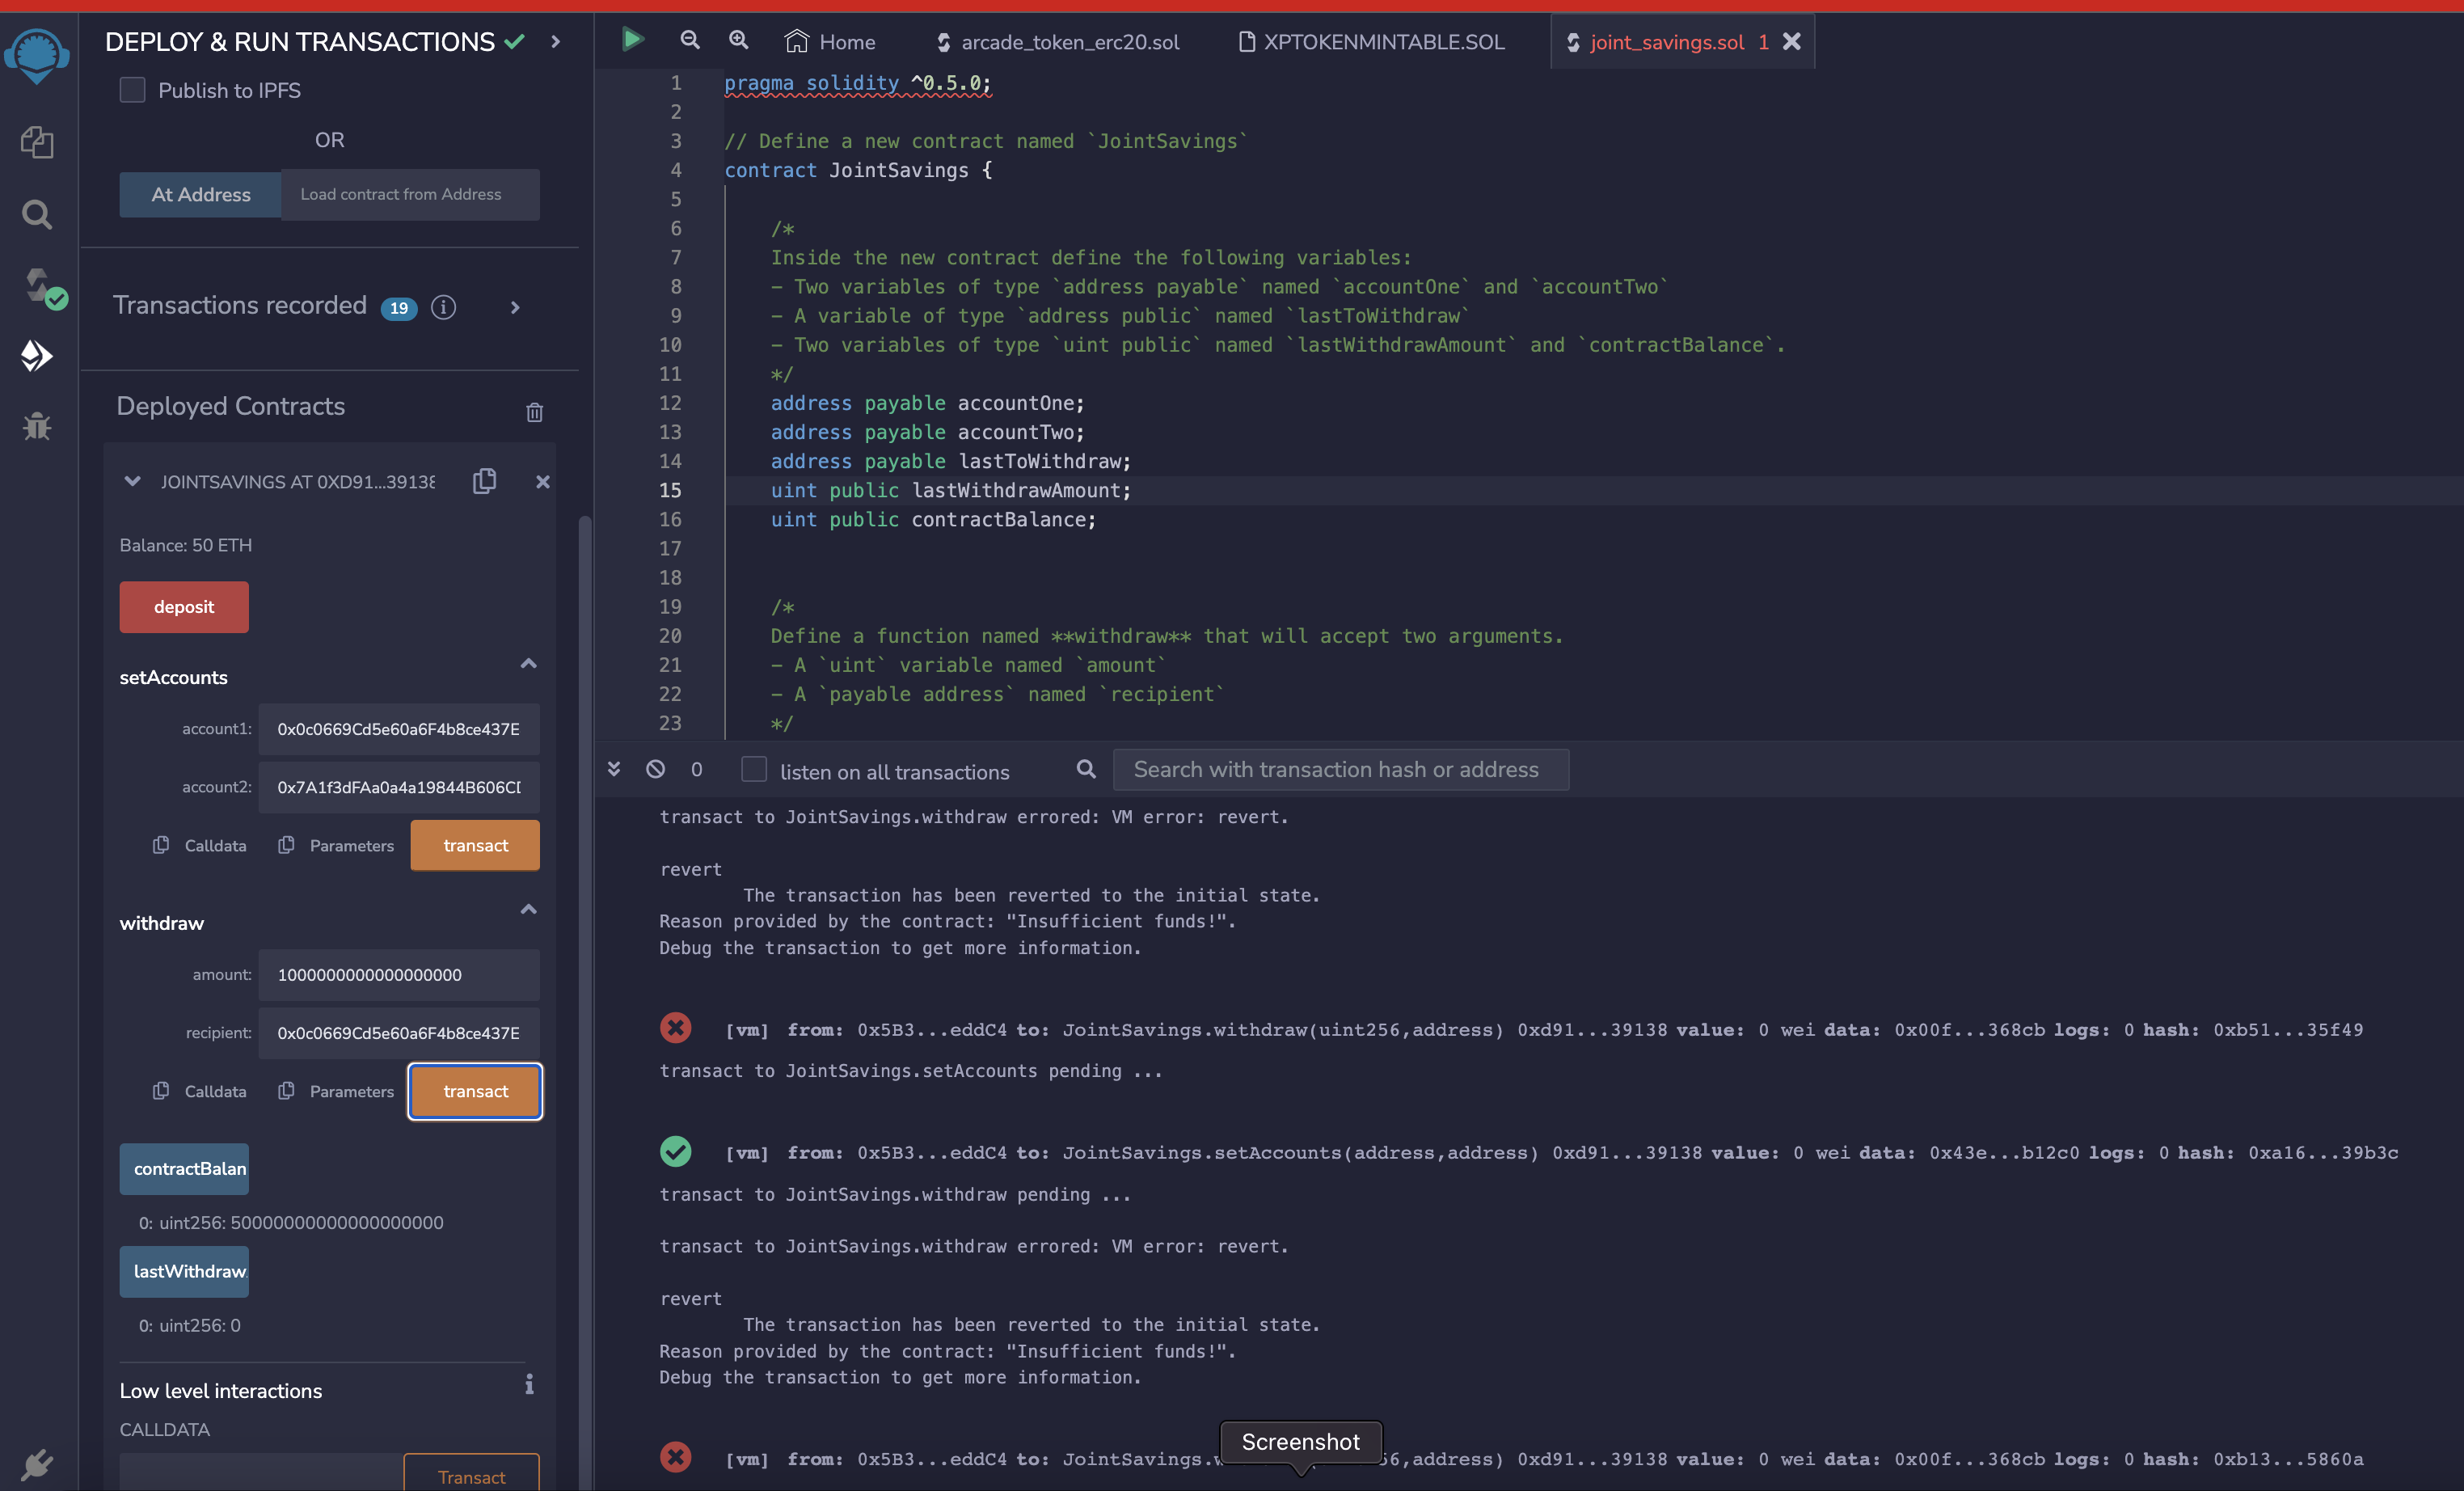 DEPLOY & RUN TRANSACTIONS
Publish to IPFS
OR
At Address
Load contract from Address
Transactions recorded 19
Deployed Contracts
JOINTSAVINGS AT 0XD91...39138
Balance: 50 ETH
deposit
setAccounts
account1: 0x0c0669Cd5e60a6F4b8ce437E
account2: 0x7A1f3dFAa0a4a19844B606CD
Calldata Parameters transact
withdraw
amount: 1000000000000000000
recipient: 0x0c0669Cd5e60a6F4b8ce437E
Calldata Parameters transact
contractBalan
0: uint256: 50000000000000000000
lastWithdraw
0: uint256: 0
Low level interactions
CALLDATA
Transact
Home arcade_token_erc20.sol XPTOKENMINTABLE.SOL joint_savings.sol 1
1 pragma solidity ^0.5.0;
2
3 // Define a new contract named `JointSavings`
4 contract JointSavings {
5
6 /*
7 Inside the new contract define the following variables:
8 - Two variables of type `address payable` named `accountOne` and `accountTwo`
9 - A variable of type `address public` named `lastToWithdraw`
10 - Two variables of type `uint public` named `lastWithdrawAmount` and `contractBalance`.
11 */
12 address payable accountOne;
13 address payable accountTwo;
14 address payable lastToWithdraw;
15 uint public lastWithdrawAmount;
16 uint public contractBalance;
17
18
19 /*
20 Define a function named **withdraw** that will accept two arguments.
21 - A `uint` variable named `amount`
22 - A `payable address` named `recipient`
23 */
0 listen on all transactions Search with transaction hash or address
transact to JointSavings.withdraw errored: VM error: revert.
revert
The transaction has been reverted to the initial state.
Reason provided by the contract: "Insufficient funds!".
Debug the transaction to get more information.
[vm] from: 0x5B3...eddC4 to: JointSavings.withdraw(uint256,address) 0xd91...39138 value: 0 wei data: 0x00f...368cb logs: 0 hash: 0xb51...35f49
transact to JointSavings.setAccounts pending ...
[vm] from: 0x5B3...eddC4 to: JointSavings.setAccounts(address,address) 0xd91...39138 value: 0 wei data: 0x43e...b12c0 logs: 0 hash: 0xa16...39b3c
transact to JointSavings.withdraw pending ...
transact to JointSavings.withdraw errored: VM error: revert.
revert
The transaction has been reverted to the initial state.
Reason provided by the contract: "Insufficient funds!".
Debug the transaction to get more information.
Screenshot
[vm] from: 0x5B3...eddC4 to: JointSavings.w 56,address) 0xd91...39138 value: 0 wei data: 0x00f...368cb logs: 0 hash: 0xb13...5860a